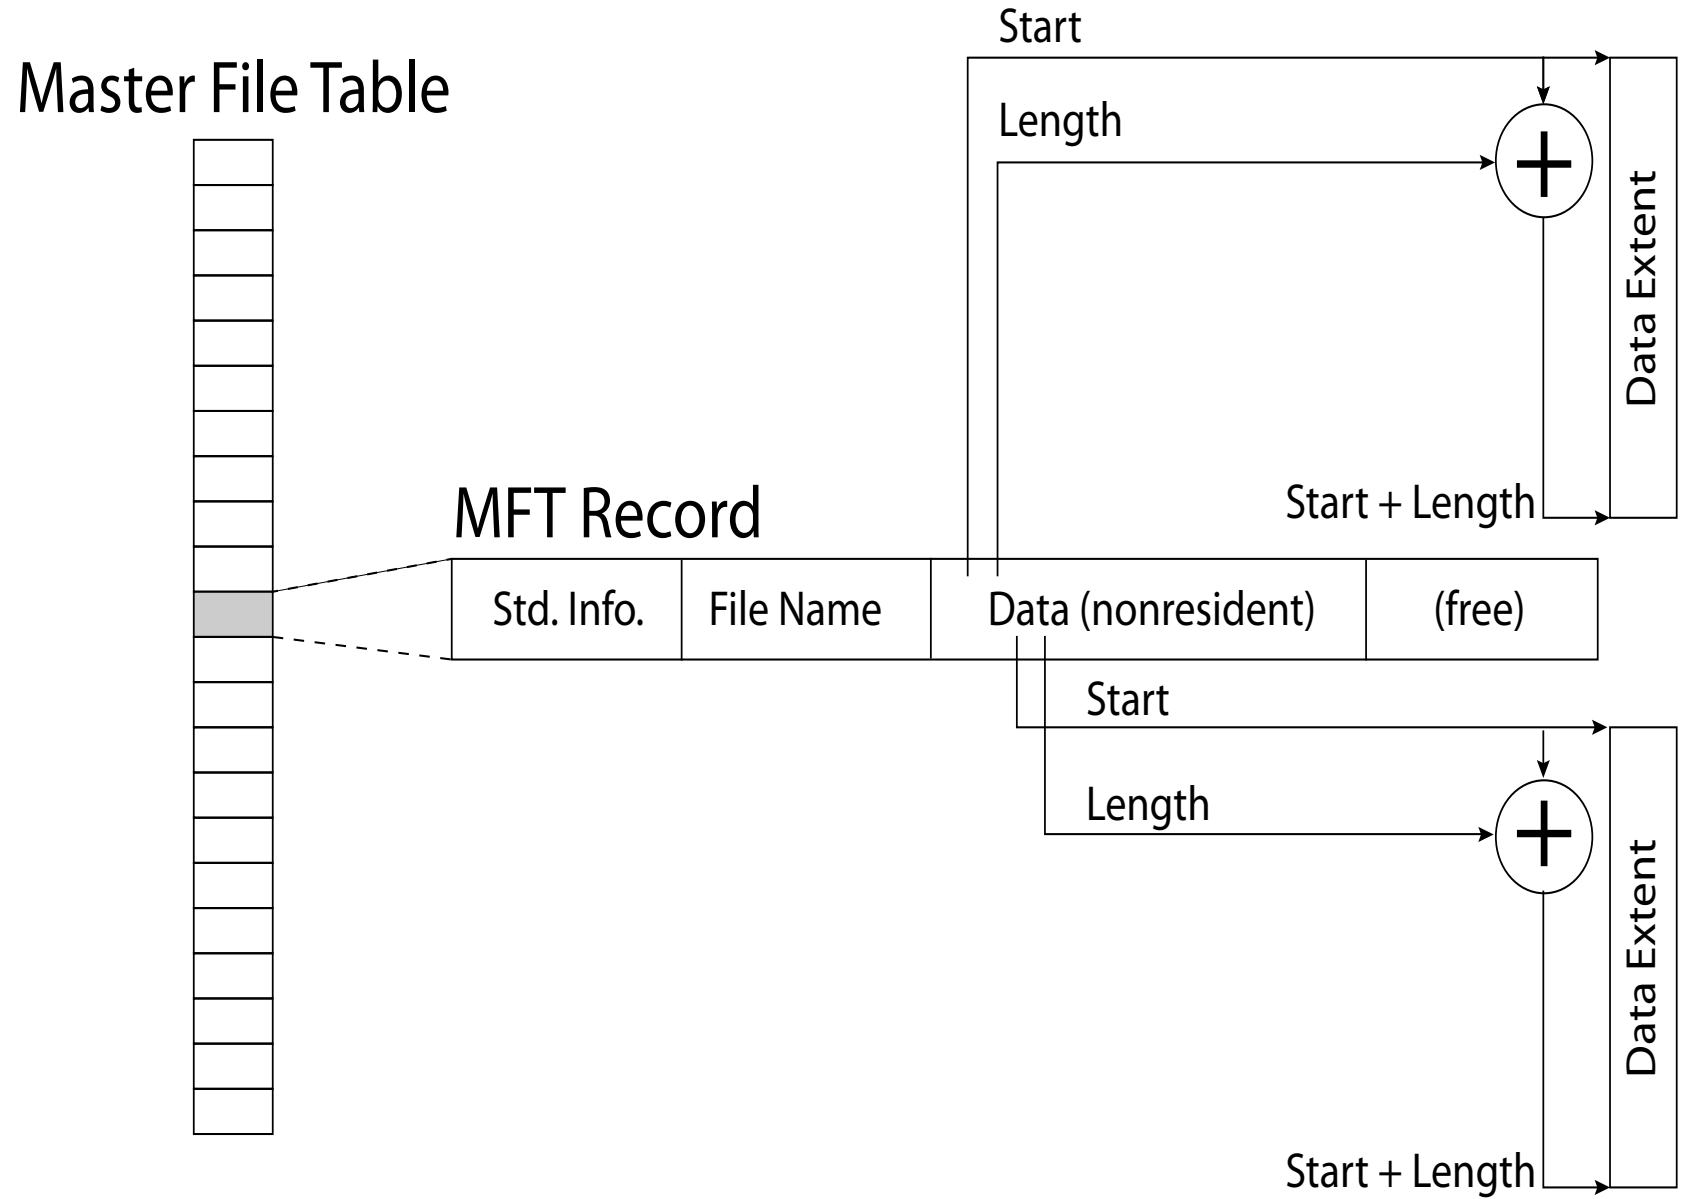 Master File Table
Start
Length
+
Data Extent
Start + Length
MFT Record
Std. Info.
File Name
Data (nonresident)
(free)
Start
Length
+
Data Extent
Start + Length